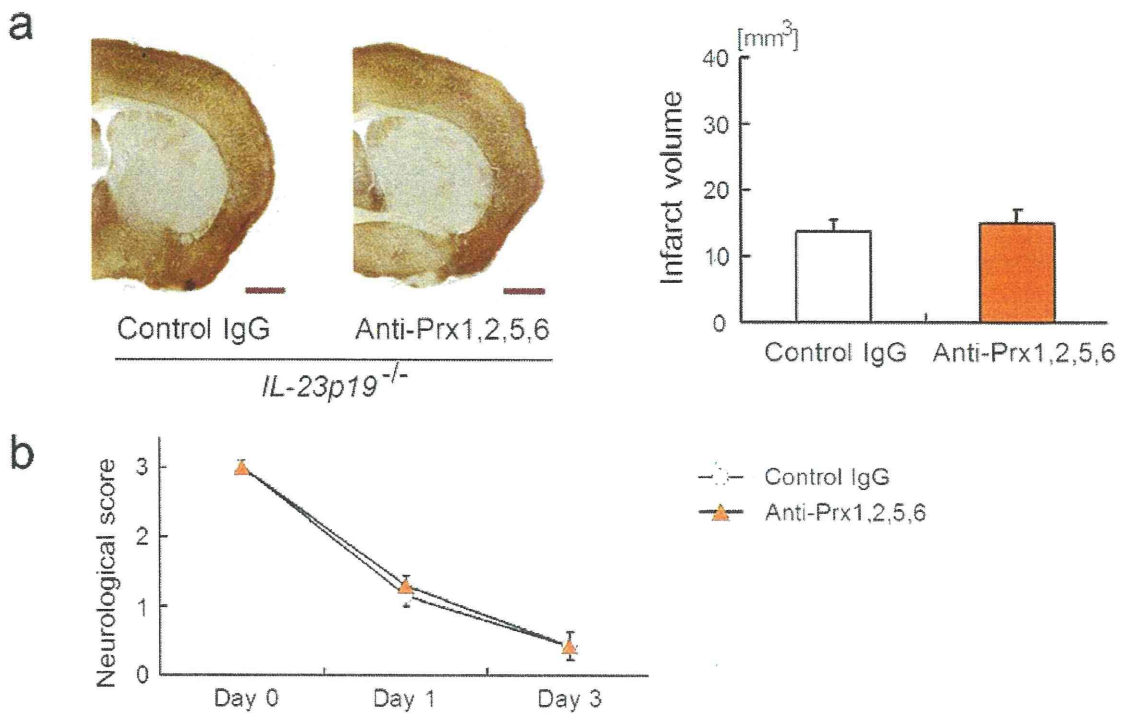 a
Control IgG
Anti-Prx1,2,5,6
IL-23p19-/-
[mm3]
Infarct volume
40
30
20
10
0
Control IgG
Anti-Prx1,2,5,6
b
Neurological score
3
2
1
0
Day 0
Day 1
Day 3
Control IgG
Anti-Prx1,2,5,6